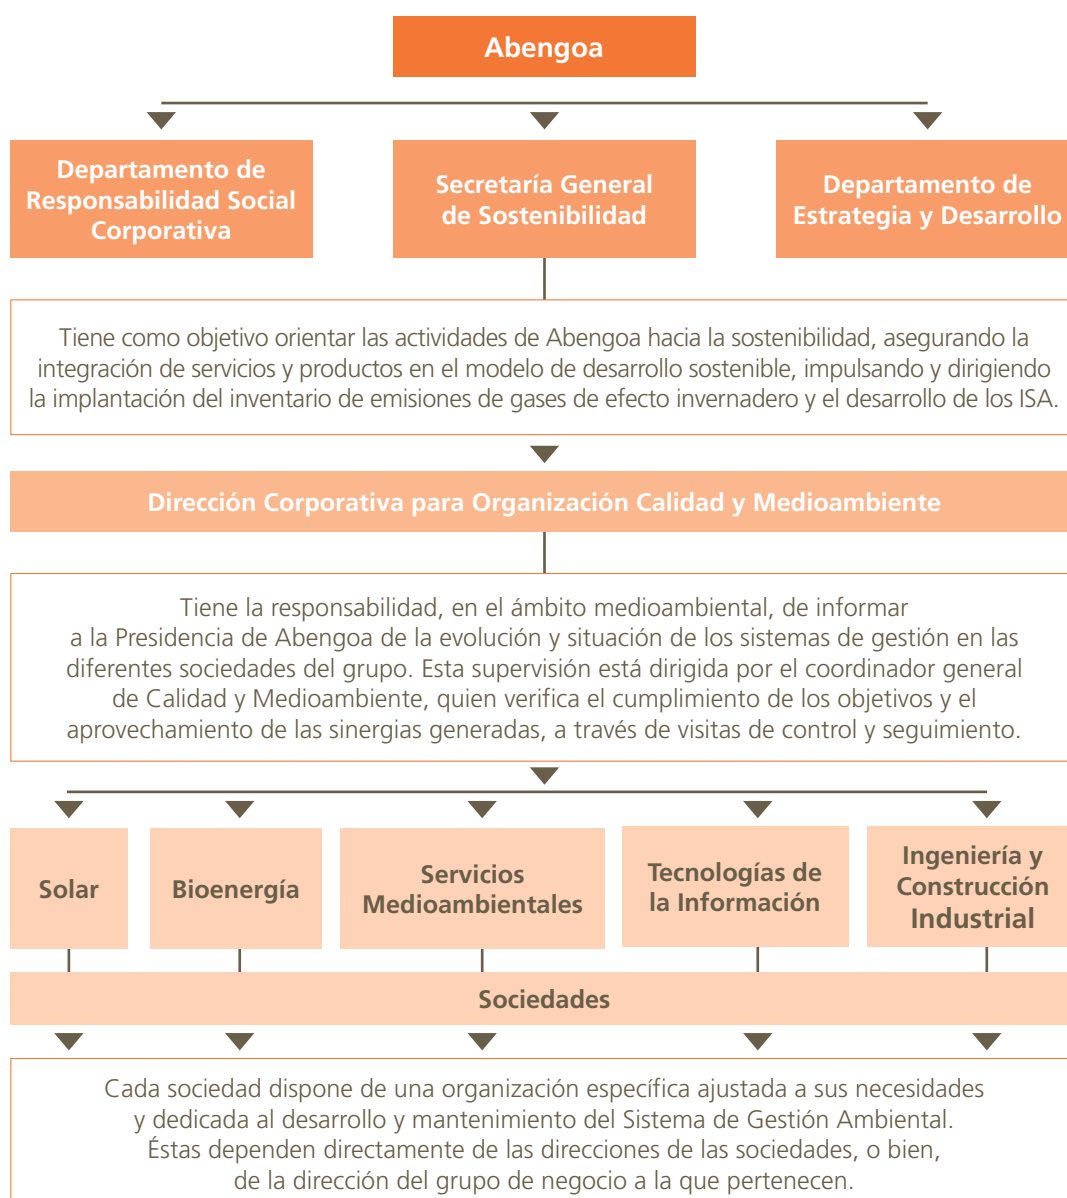 Abengoa
Departamento de
Responsabilidad Social
Corporativa
Secretaría General
de Sostenibilidad
Departamento de
Estrategia y Desarrollo
Tiene como objetivo orientar las actividades de Abengoa hacia la sostenibilidad, asegurando la
integración de servicios y productos en el modelo de desarrollo sostenible, impulsando y dirigiendo
la implantación del inventario de emisiones de gases de efecto invernadero y el desarrollo de los ISA.
Dirección Corporativa para Organización Calidad y Medioambiente
Tiene la responsabilidad, en el ámbito medioambiental, de informar
a la Presidencia de Abengoa de la evolución y situación de los sistemas de gestión en las
diferentes sociedades del grupo. Esta supervisión está dirigida por el coordinador general
de Calidad y Medioambiente, quien verifica el cumplimiento de los objetivos y el
aprovechamiento de las sinergias generadas, a través de visitas de control y seguimiento.
Solar
Bioenergía
Servicios
Medioambientales
Tecnologías de
la Información
Ingeniería y
Construcción
Industrial
Sociedades
Cada sociedad dispone de una organización específica ajustada a sus necesidades
y dedicada al desarrollo y mantenimiento del Sistema de Gestión Ambiental.
Éstas dependen directamente de las direcciones de las sociedades, o bien,
de la dirección del grupo de negocio a la que pertenecen.